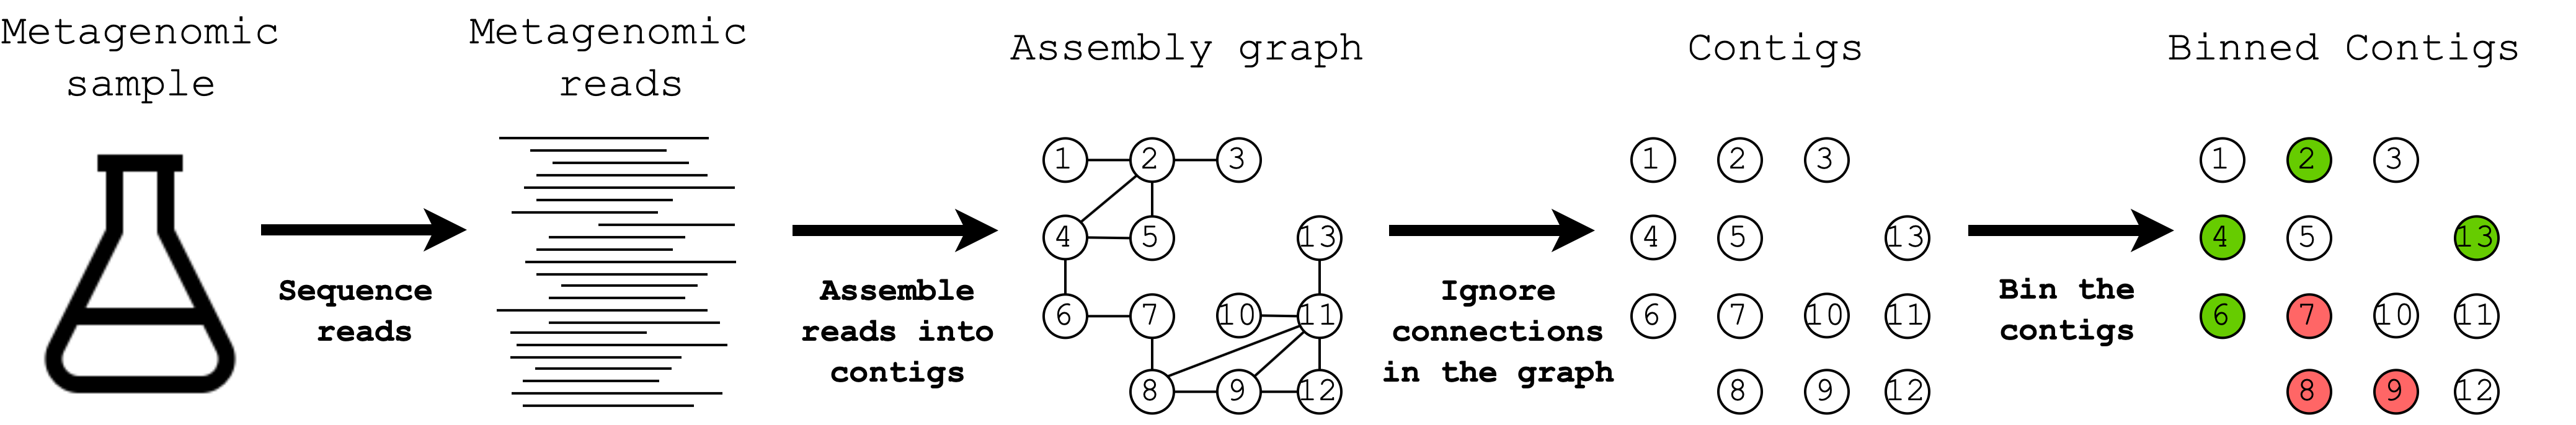 Metagenomic
sample
Metagenomic
reads
Assembly graph
Contigs
Binned Contigs
Sequence
reads
Assemble
reads into
contigs
Ignore
connections
in the graph
Bin the
contigs
1 2 3
4 5 13
6 7 10 11
8 9 12
1 2 3
4 5 13
6 7 10 11
8 9 12
1 2 3
4 5 13
6 7 10 11
8 9 12